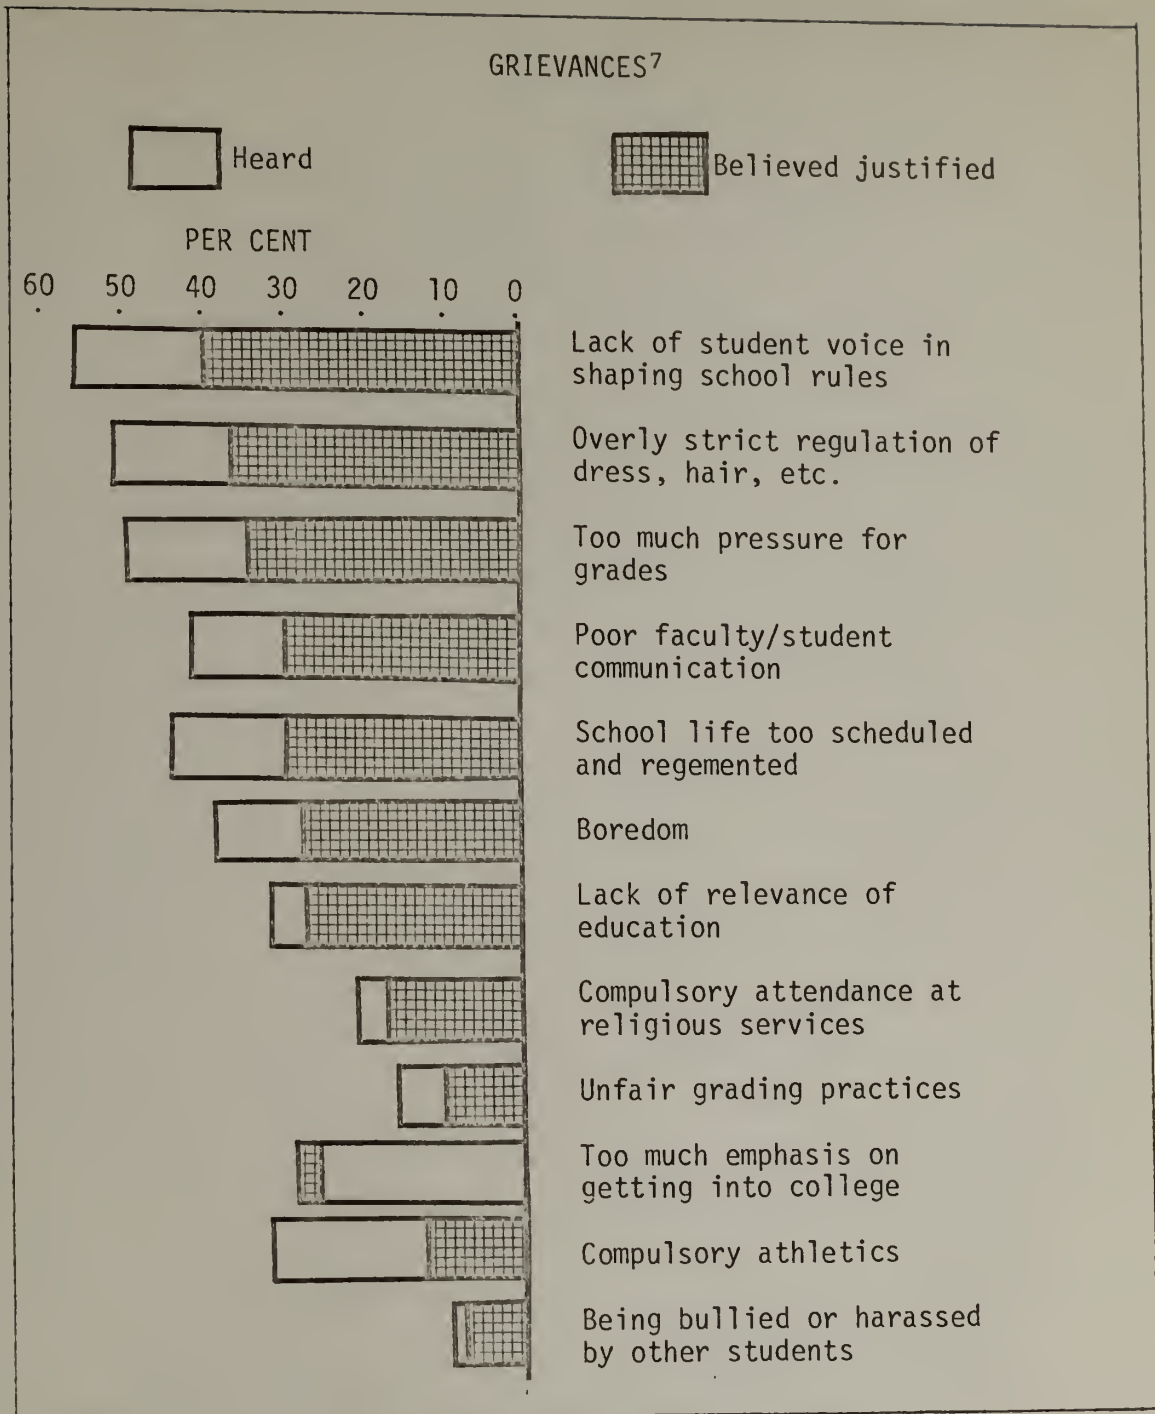 GRIEVANCES⁷
Heard
Believed justified
PER CENT
60 50 40 30 20 10 0
Lack of student voice in
shaping school rules
Overly strict regulation of
dress, hair, etc.
Too much pressure for
grades
Poor faculty/student
communication
School life too scheduled
and regemented
Boredom
Lack of relevance of
education
Compulsory attendance at
religious services
Unfair grading practices
Too much emphasis on
getting into college
Compulsory athletics
Being bullied or harassed
by other students